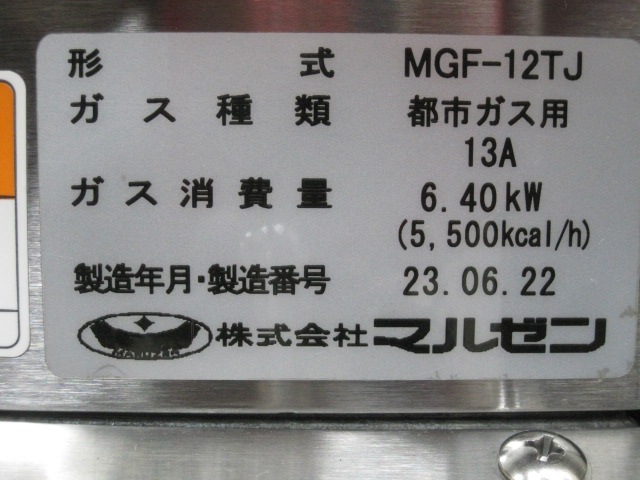 形式 MGF-12TJ
ガス種類 都市ガス用
13A
ガス消費量 6.40kW
(5,500kcal/h)
製造年月・製造番号 23.06.22
MARUZEN 株式会社マルゼン